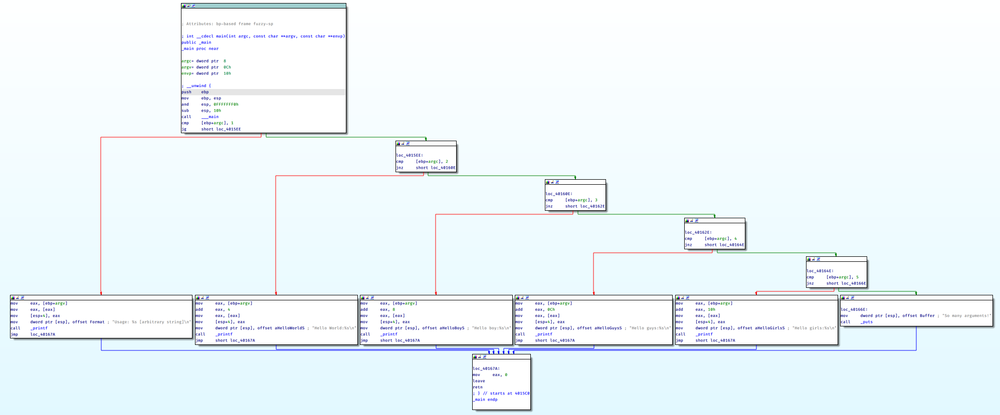 ; Attributes: bp-based frame fuzzy-sp
; int __cdecl main(int argc, const char **argv, const char **envp)
public _main
_main proc near
argc= dword ptr  8
argv= dword ptr  0Ch
envp= dword ptr  10h
; __unwind {
push    ebp
mov     ebp, esp
and     esp, 0FFFFFFF0h
sub     esp, 10h
call    ___main
cmp     [ebp+argc], 1
jg      short loc_4015EE
loc_4015EE:
cmp     [ebp+argc], 2
jnz     short loc_40160E
loc_40160E:
cmp     [ebp+argc], 3
jnz     short loc_40162E
loc_40162E:
cmp     [ebp+argc], 4
jnz     short loc_40164E
loc_40164E:
cmp     [ebp+argc], 5
jnz     short loc_40166E
mov     eax, [ebp+argv]
mov     eax, [eax]
mov     [esp+4], eax
mov     dword ptr [esp], offset Format ; "Usage: %s [arbitrary string]\n"
call    _printf
jmp     loc_40167A
mov     eax, [ebp+argv]
add     eax, 4
mov     eax, [eax]
mov     [esp+4], eax
mov     dword ptr [esp], offset aHelloWorldS ; "Hello World:%s\n"
call    _printf
jmp     short loc_40167A
mov     eax, [ebp+argv]
add     eax, 8
mov     eax, [eax]
mov     [esp+4], eax
mov     dword ptr [esp], offset aHelloBoyS ; "Hello boy:%s\n"
call    _printf
jmp     short loc_40167A
mov     eax, [ebp+argv]
add     eax, 0Ch
mov     eax, [eax]
mov     [esp+4], eax
mov     dword ptr [esp], offset aHelloGuysS ; "Hello guys:%s\n"
call    _printf
jmp     short loc_40167A
mov     eax, [ebp+argv]
add     eax, 10h
mov     eax, [eax]
mov     [esp+4], eax
mov     dword ptr [esp], offset aHelloGirlsS ; "Hello girls:%s\n"
call    _printf
jmp     short loc_40167A
loc_40166E:
mov     dword ptr [esp], offset Buffer ; "So many arguments!"
call    _puts
loc_40167A:
mov     eax, 0
leave
retn
; } // starts at 4015C0
_main endp